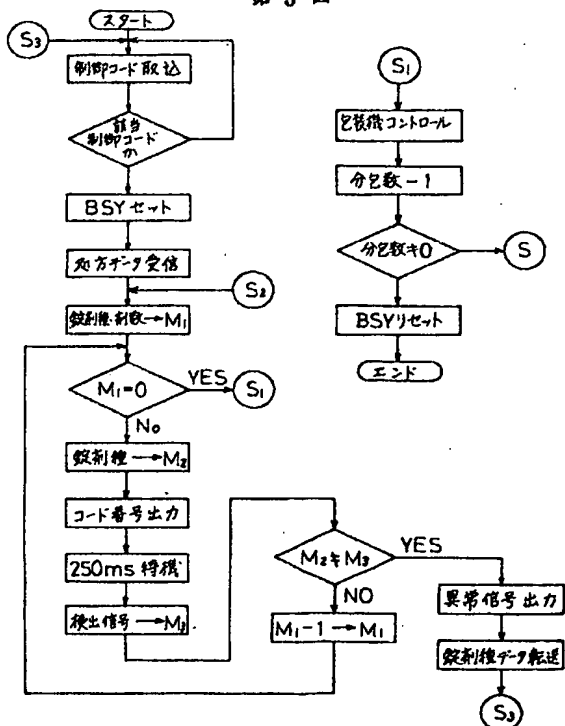 第3図
スタート
S3
制御コード取込
該当
制御コード
か
BSYセット
処方データ受信
S2
錠剤種・剤数→M1
M1=0
YES
S1
No
錠剤種→M2
コード番号出力
250ms待機
検出信号→M3
M2≠M3
YES
NO
M1-1→M1
異常信号出力
錠剤種データ転送
S3
S1
包装機コントロール
分包数-1
分包数≠0
S
BSYリセット
エンド